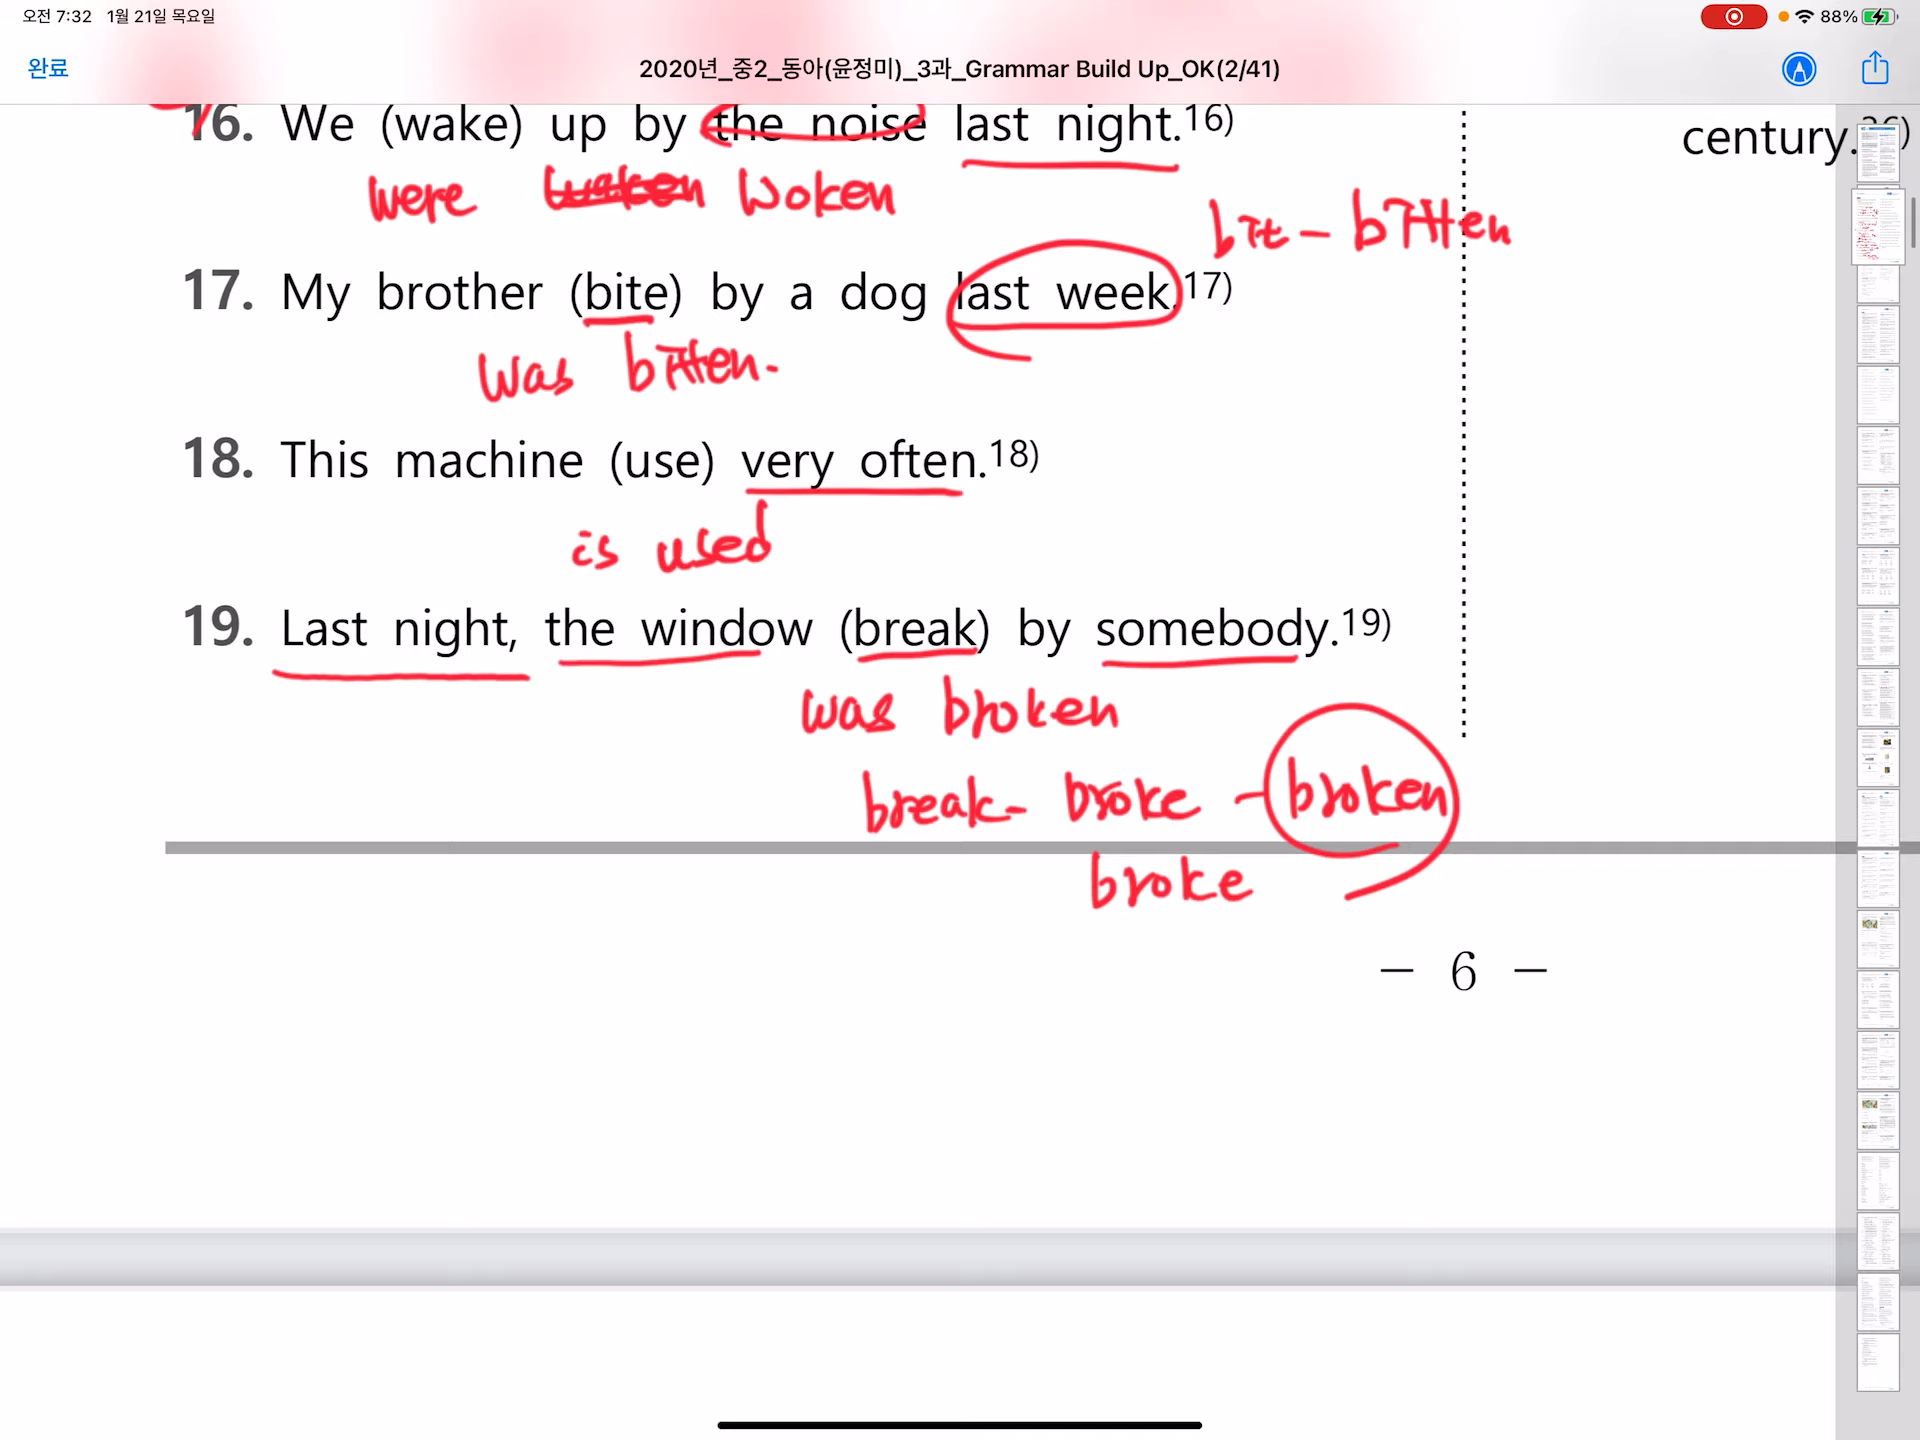 오전 7:32 1월 21일 목요일
88%
완료
2020년_중2_동아(윤정미)_3과_Grammar Build Up_OK(2/41)
16. We (wake) up by the noise last night.16)
were woken
17. My brother (bite) by a dog last week.17)
bit - bitten
was bitten.
18. This machine (use) very often.18)
is used
19. Last night, the window (break) by somebody.19)
was broken
break - broke - broken
broke
- 6 -
century.